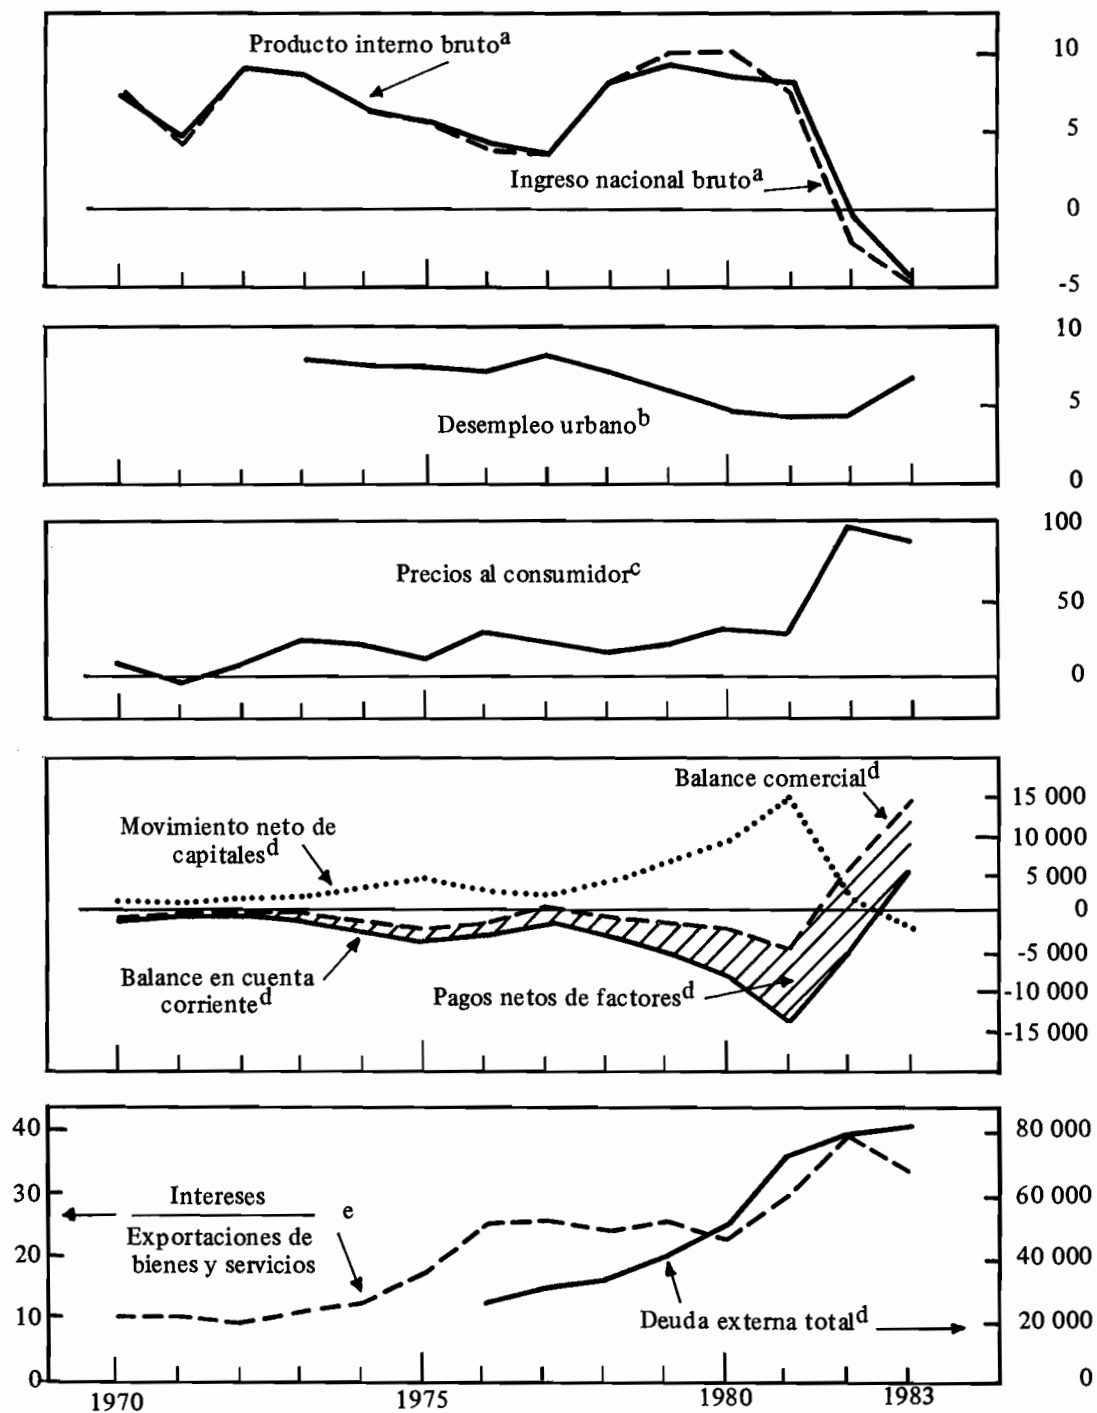 Producto interno bruto^a
10
5
Ingreso nacional bruto^a
0
-5
10
5
Desempleo urbano^b
0
100
Precios al consumidor^c
50
0
Balance comercial^d
15 000
Movimiento neto de
capitales^d
10 000
5 000
0
-5 000
Balance en cuenta
corriente^d
Pagos netos de factores^d
-10 000
-15 000
40
80 000
30
Intereses
e
60 000
Exportaciones de
bienes y servicios
20
40 000
10
Deuda externa total^d
20 000
0
0
1970
1975
1980
1983